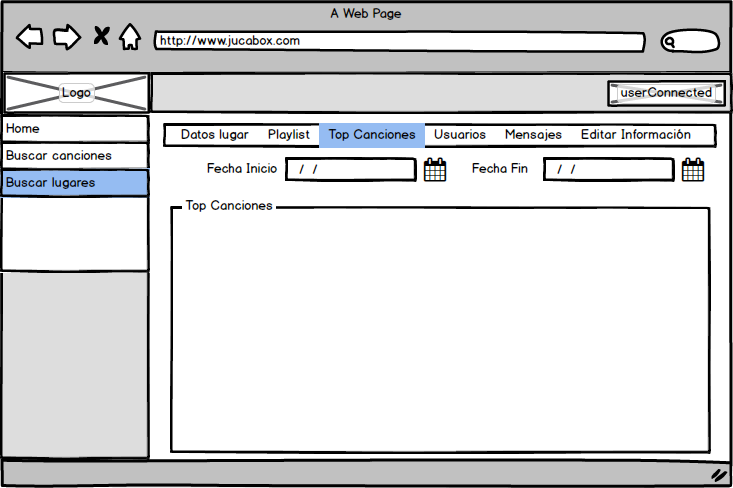 A Web Page
http://www.jucabox.com
Logo
userConnected
Home
Buscar canciones
Buscar lugares
Datos lugar Playlist Top Canciones Usuarios Mensajes Editar Información
Fecha Inicio / / Fecha Fin / /
Top Canciones